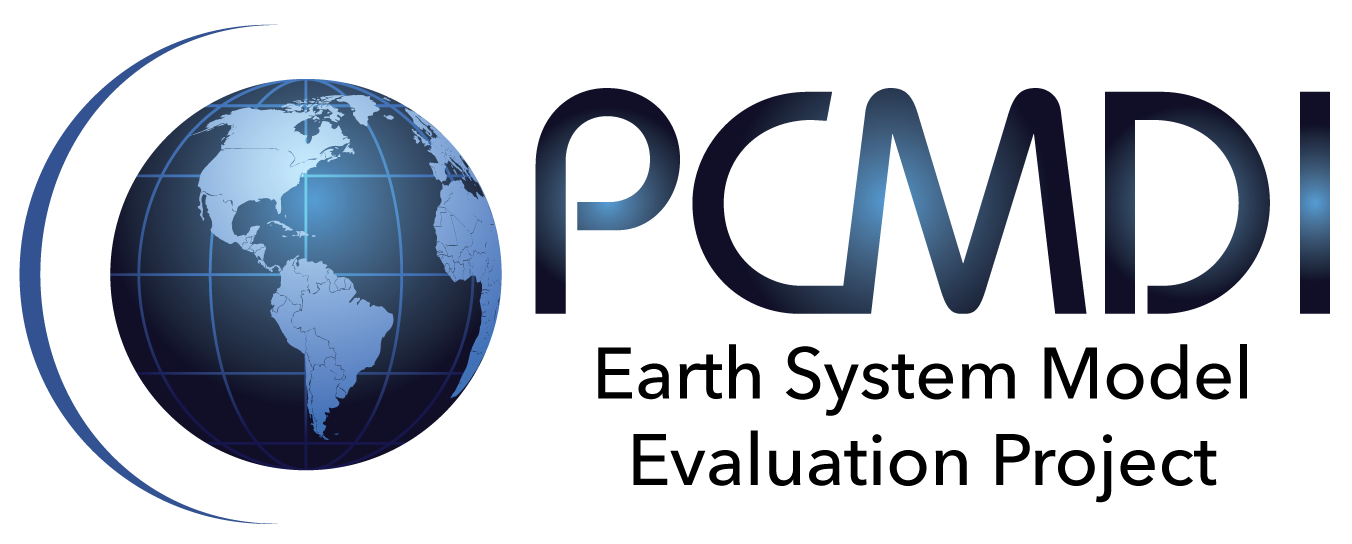 PCMDI
Earth System Model
Evaluation Project